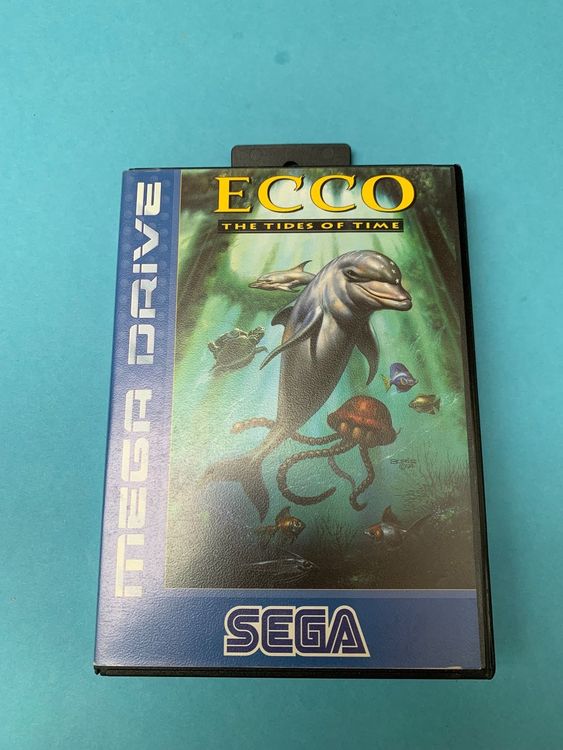 ECCO
THE TIDES OF TIME
MEGA DRIVE
SEGA